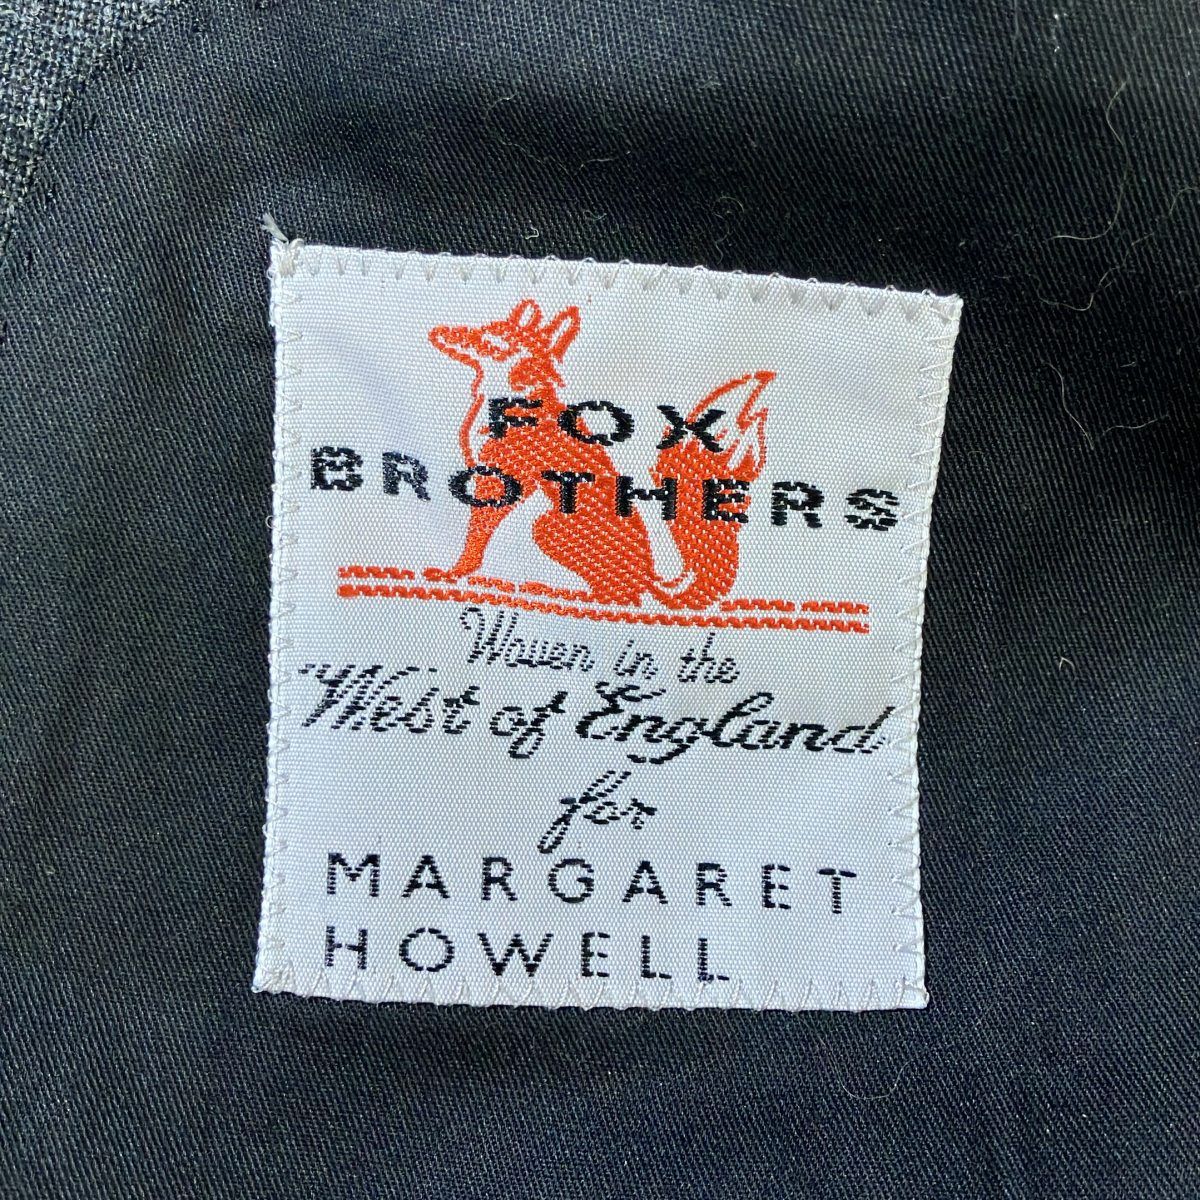 FOX
BROTHERS
Woven in the
"West of England
for
MARGARET
HOWELL